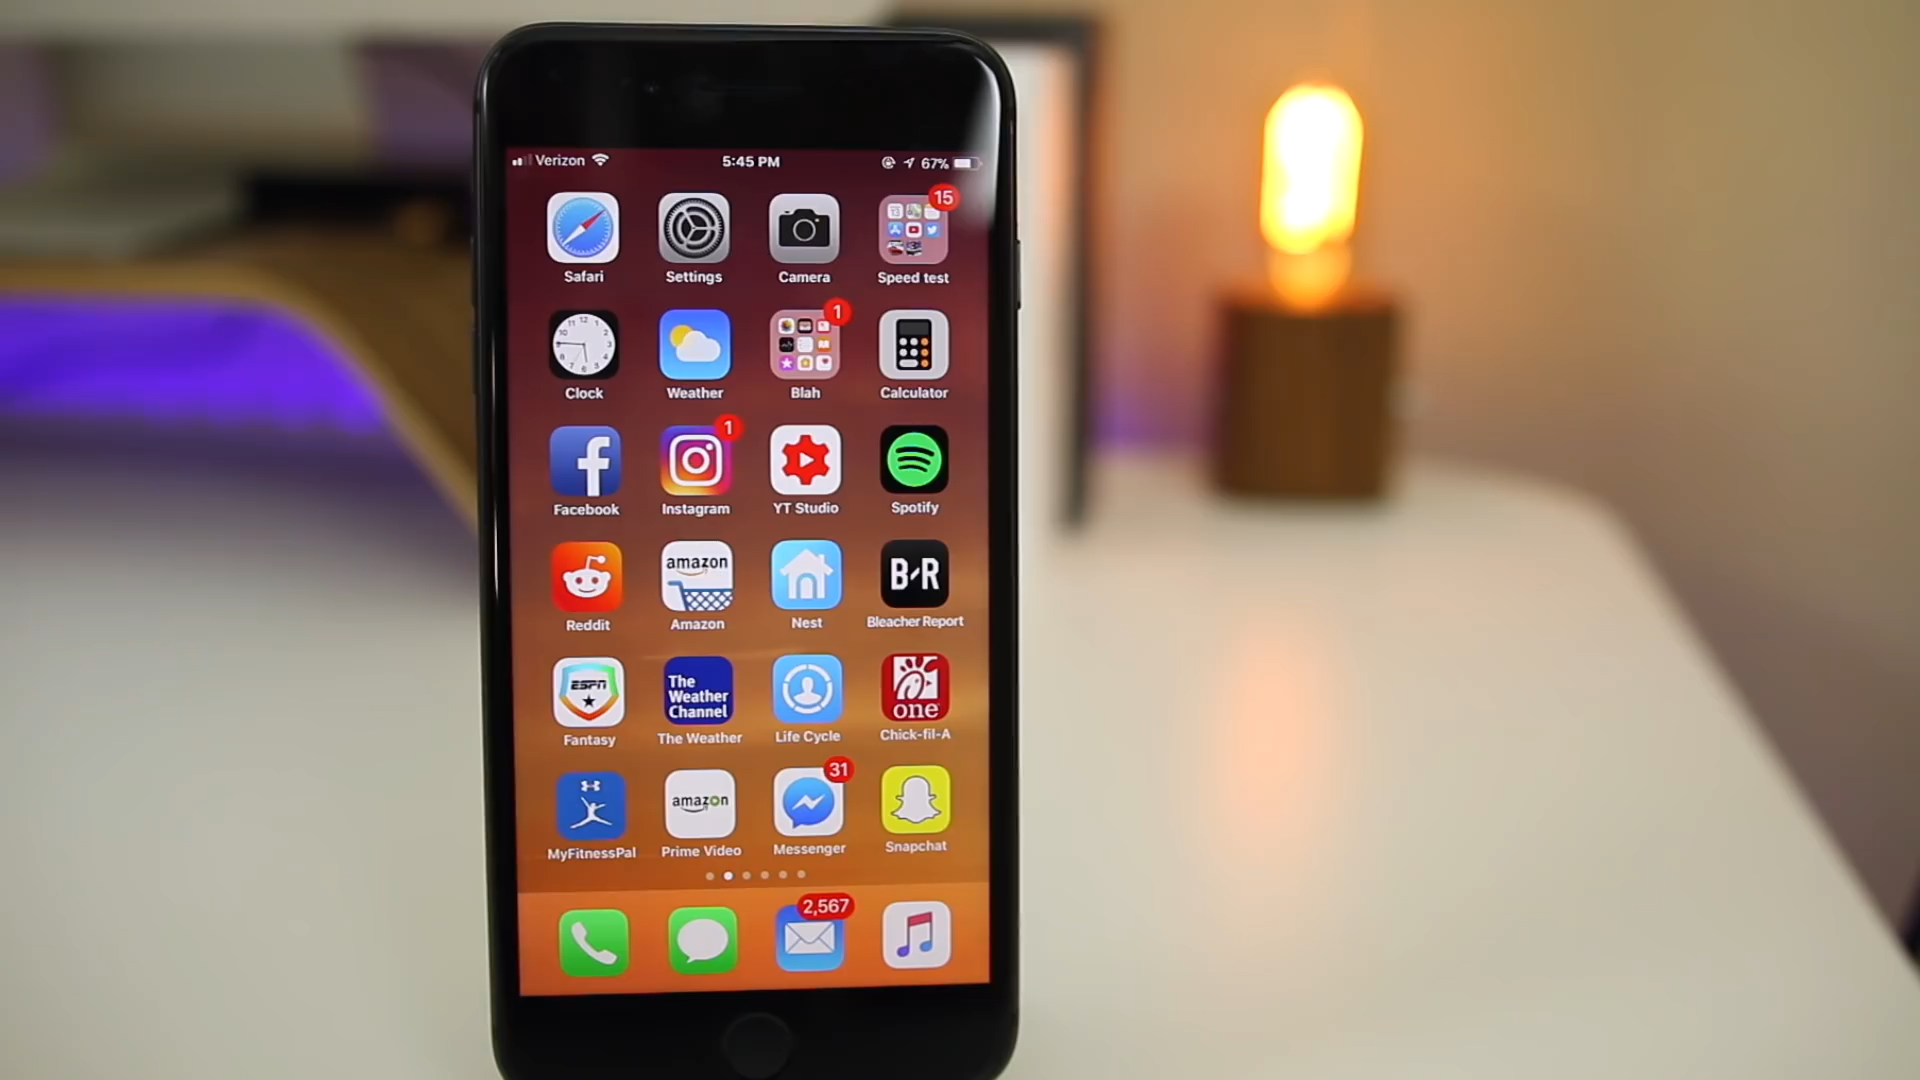 Verizon 5:45 PM 67%
15
Safari Settings Camera Speed test
1
Clock Weather Blah Calculator
1
Facebook Instagram YT Studio Spotify
amazon B-R
Reddit Amazon Nest Bleacher Report
ESPN The Weather Channel one
Fantasy The Weather Life Cycle Chick-fil-A
31
amazon
MyFitnessPal Prime Video Messenger Snapchat
2,567